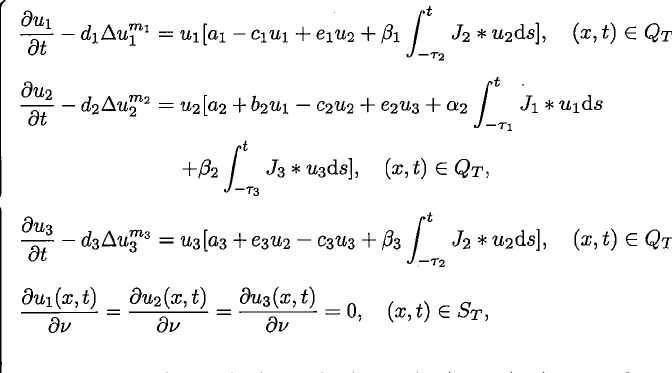 $\frac{\partial u_1}{\partial t} - d_1 \Delta u_1^{m_1} = u_1[a_1 - c_1 u_1 + e_1 u_2 + \beta_1 \int_{-\tau_2}^{t} J_2 * u_2 \mathrm{d}s], \quad (x,t) \in Q_T$
$\frac{\partial u_2}{\partial t} - d_2 \Delta u_2^{m_2} = u_2[a_2 + b_2 u_1 - c_2 u_2 + e_2 u_3 + \alpha_2 \int_{-\tau_1}^{t} J_1 * u_1 \mathrm{d}s$
$+ \beta_2 \int_{-\tau_3}^{t} J_3 * u_3 \mathrm{d}s], \quad (x,t) \in Q_T,$
$\frac{\partial u_3}{\partial t} - d_3 \Delta u_3^{m_3} = u_3[a_3 + e_3 u_2 - c_3 u_3 + \beta_3 \int_{-\tau_2}^{t} J_2 * u_2 \mathrm{d}s], \quad (x,t) \in Q_T$
$\frac{\partial u_1(x,t)}{\partial \nu} = \frac{\partial u_2(x,t)}{\partial \nu} = \frac{\partial u_3(x,t)}{\partial \nu} = 0, \quad (x,t) \in S_T,$